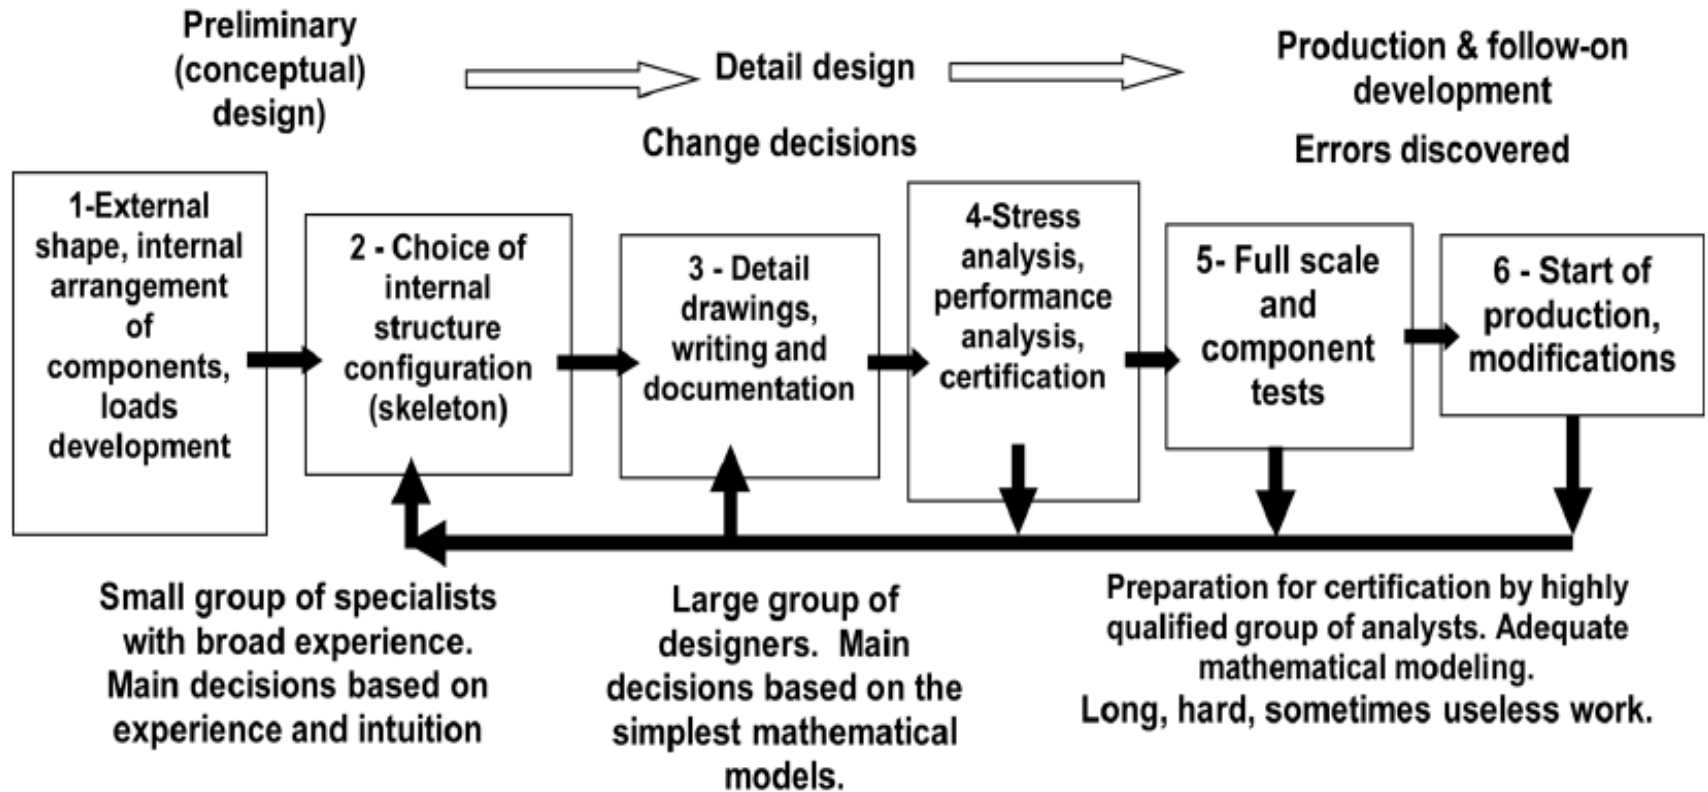 Preliminary
(conceptual)
design)
Detail design
Production & follow-on
development
Change decisions
Errors discovered
1-External
shape, internal
arrangement
of
components,
loads
development
2 - Choice of
internal
structure
configuration
(skeleton)
3 - Detail
drawings,
writing and
documentation
4-Stress
analysis,
performance
analysis,
certification
5- Full scale
and
component
tests
6 - Start of
production,
modifications
Small group of specialists
with broad experience.
Main decisions based on
experience and intuition
Large group of
designers.  Main
decisions based on the
simplest mathematical
models.
Preparation for certification by highly
qualified group of analysts. Adequate
mathematical modeling.
Long, hard, sometimes useless work.